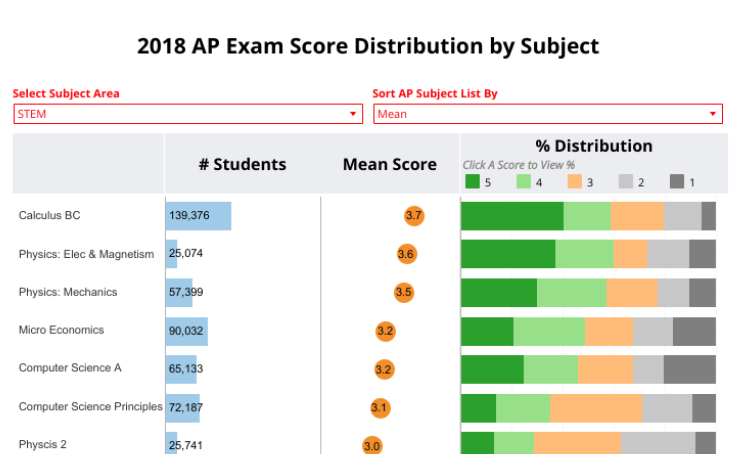 2018 AP Exam Score Distribution by Subject
Select Subject Area Sort AP Subject List By
STEM Mean
# Students Mean Score % Distribution
Click A Score to View %
5 4 3 2 1
Calculus BC 139,376 3.7
Physics: Elec & Magnetism 25,074 3.6
Physics: Mechanics 57,399 3.5
Micro Economics 90,032 3.2
Computer Science A 65,133 3.2
Computer Science Principles 72,187 3.1
Physcis 2 25,741 3.0